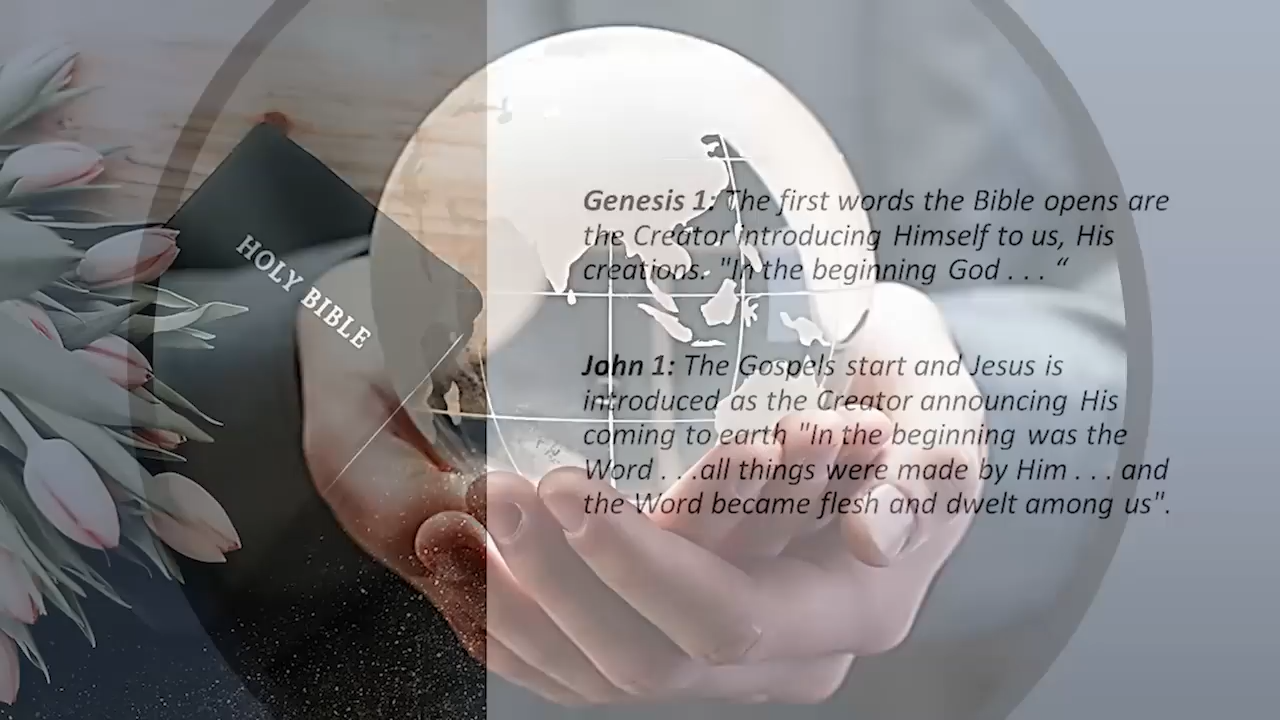 HOLY BIBLE
Genesis 1: The first words the Bible opens are
the Creator introducing Himself to us, His
creations. "In the beginning God . . . “
John 1: The Gospels start and Jesus is
introduced as the Creator announcing His
coming to earth "In the beginning was the
Word . . .all things were made by Him . . . and
the Word became flesh and dwelt among us".